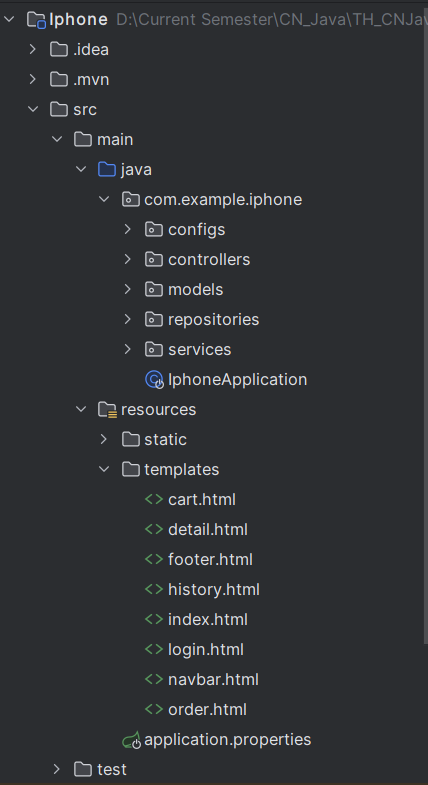 Iphone D:\Current Semester\CN_Java\TH_CNJav
.idea
.mvn
src
main
java
com.example.iphone
configs
controllers
models
repositories
services
IphoneApplication
resources
static
templates
cart.html
detail.html
footer.html
history.html
index.html
login.html
navbar.html
order.html
application.properties
test